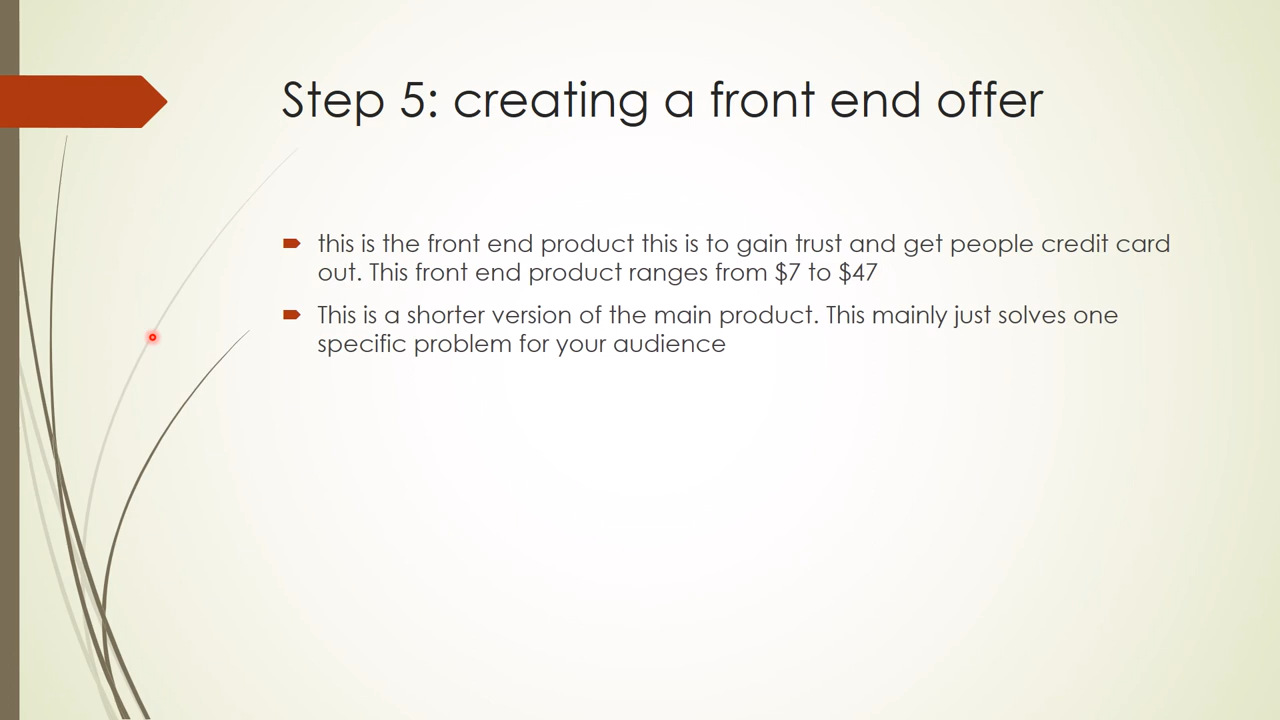 Step 5: creating a front end offer
this is the front end product this is to gain trust and get people credit card
out. This front end product ranges from $7 to $47
This is a shorter version of the main product. This mainly just solves one
specific problem for your audience